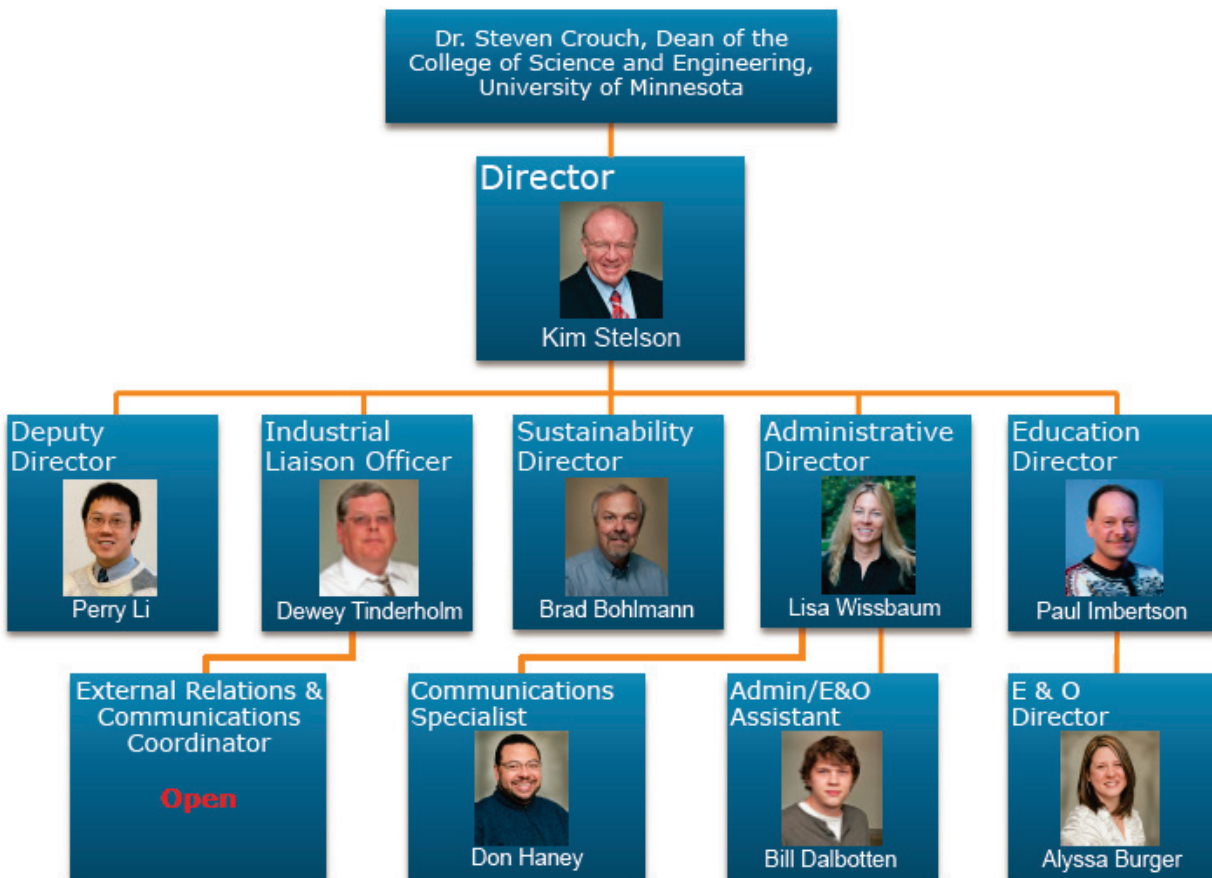 Dr. Steven Crouch, Dean of the
College of Science and Engineering,
University of Minnesota
Director
Kim Stelson
Deputy
Director
Perry Li
Industrial
Liaison Officer
Dewey Tinderholm
Sustainability
Director
Brad Bohlmann
Administrative
Director
Lisa Wissbaum
Education
Director
Paul Imbertson
External Relations &
Communications
Coordinator
Open
Communications
Specialist
Don Haney
Admin/E&O
Assistant
Bill Dalbotten
E & O
Director
Alyssa Burger